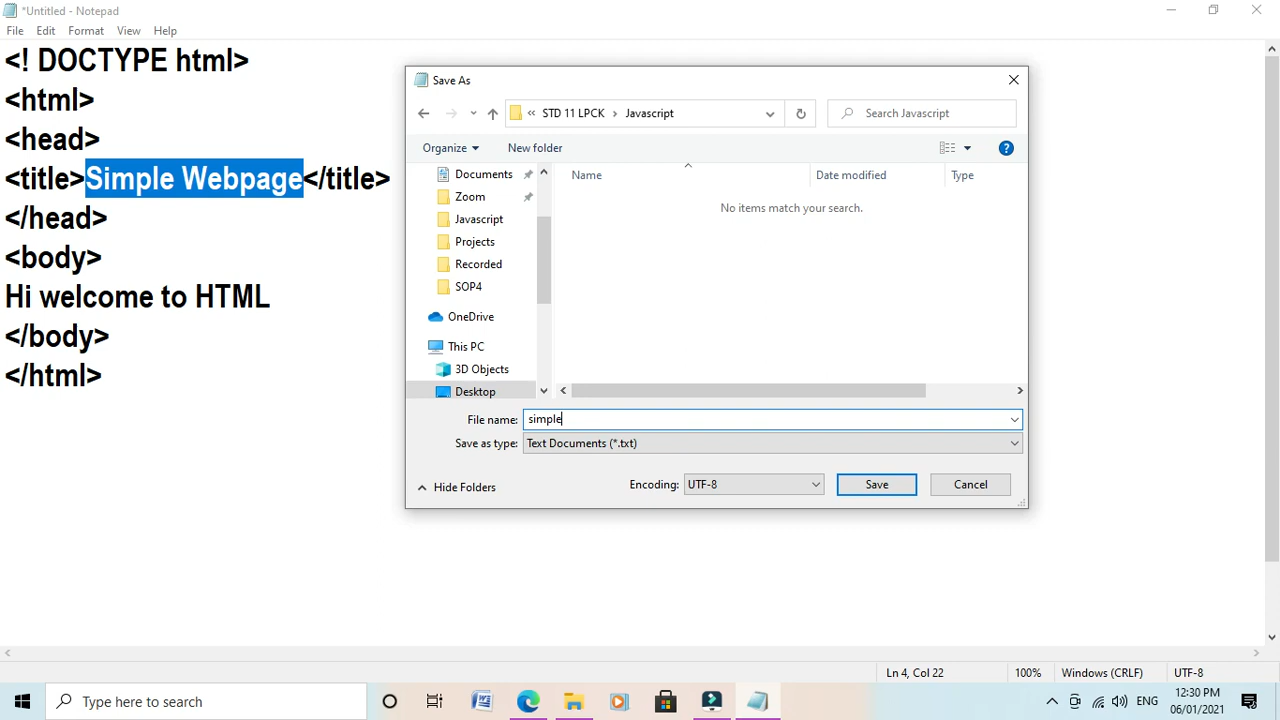 *Untitled - Notepad
File Edit Format View Help
<! DOCTYPE html>
<html>
<head>
<title>Simple Webpage</title>
</head>
<body>
Hi welcome to HTML
</body>
</html>
Save As
« STD 11 LPCK › Javascript
Search Javascript
Organize
New folder
Name Date modified Type
No items match your search.
Documents
Zoom
Javascript
Projects
Recorded
SOP4
OneDrive
This PC
3D Objects
Desktop
File name: simple
Save as type: Text Documents (*.txt)
Hide Folders
Encoding: UTF-8
Save
Cancel
Ln 4, Col 22 100% Windows (CRLF) UTF-8
Type here to search
ENG
12:30 PM
06/01/2021